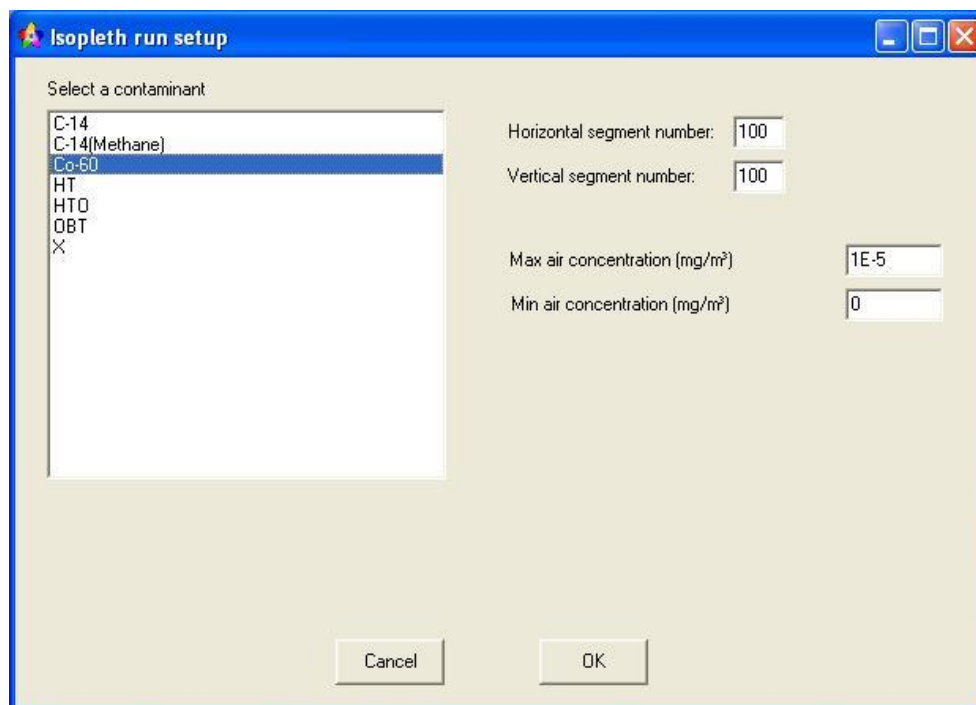 Isopleth run setup
Select a contaminant
C-14
C-14(Methane)
Co-60
HT
HTO
OBT
X
Horizontal segment number: 100
Vertical segment number: 100
Max air concentration (mg/m³) 1E-5
Min air concentration (mg/m³) 0
Cancel OK